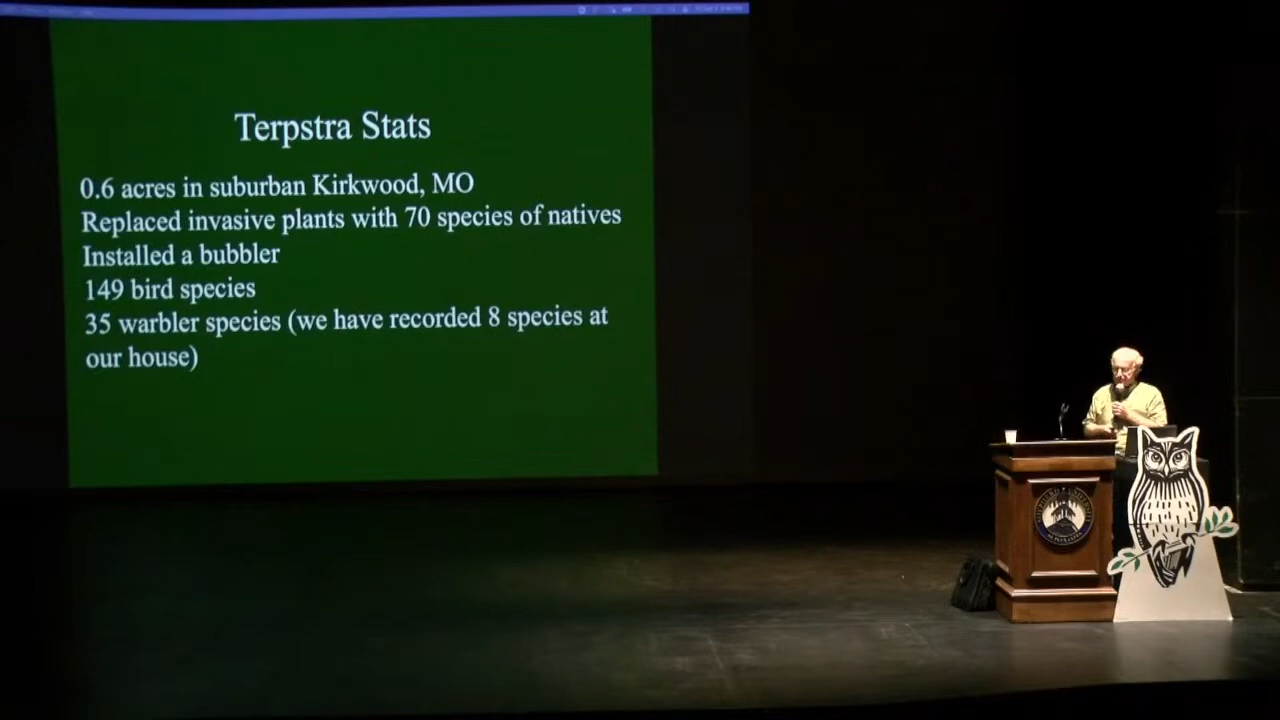 Terpstra Stats
0.6 acres in suburban Kirkwood, MO
Replaced invasive plants with 70 species of natives
Installed a bubbler
149 bird species
35 warbler species (we have recorded 8 species at
our house)